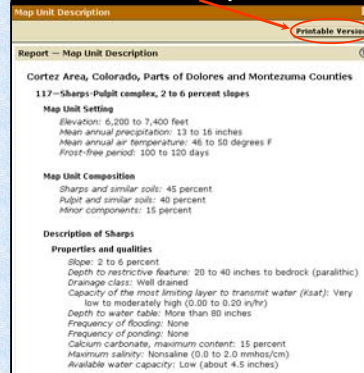 Map Unit Description
Printable Version
Report — Map Unit Description
Cortez Area, Colorado, Parts of Dolores and Montezuma Counties
117—Sharps-Pulpit complex, 2 to 6 percent slopes
Map Unit Setting
Elevation: 6,200 to 7,400 feet
Mean annual precipitation: 13 to 16 inches
Mean annual air temperature: 46 to 50 degrees F
Frost-free period: 100 to 120 days
Map Unit Composition
Sharps and similar soils: 45 percent
Pulpit and similar soils: 40 percent
Minor components: 15 percent
Description of Sharps
Properties and qualities
Slope: 2 to 6 percent
Depth to restrictive feature: 20 to 40 inches to bedrock (paralithic)
Drainage class: Well drained
Capacity of the most limiting layer to transmit water (Ksat): Very
low to moderately high (0.00 to 0.20 in/hr)
Depth to water table: More than 80 inches
Frequency of flooding: None
Frequency of ponding: None
Calcium carbonate, maximum content: 15 percent
Maximum salinity: Nonsaline (0.0 to 2.0 mmhos/cm)
Available water capacity: Low (about 4.5 inches)